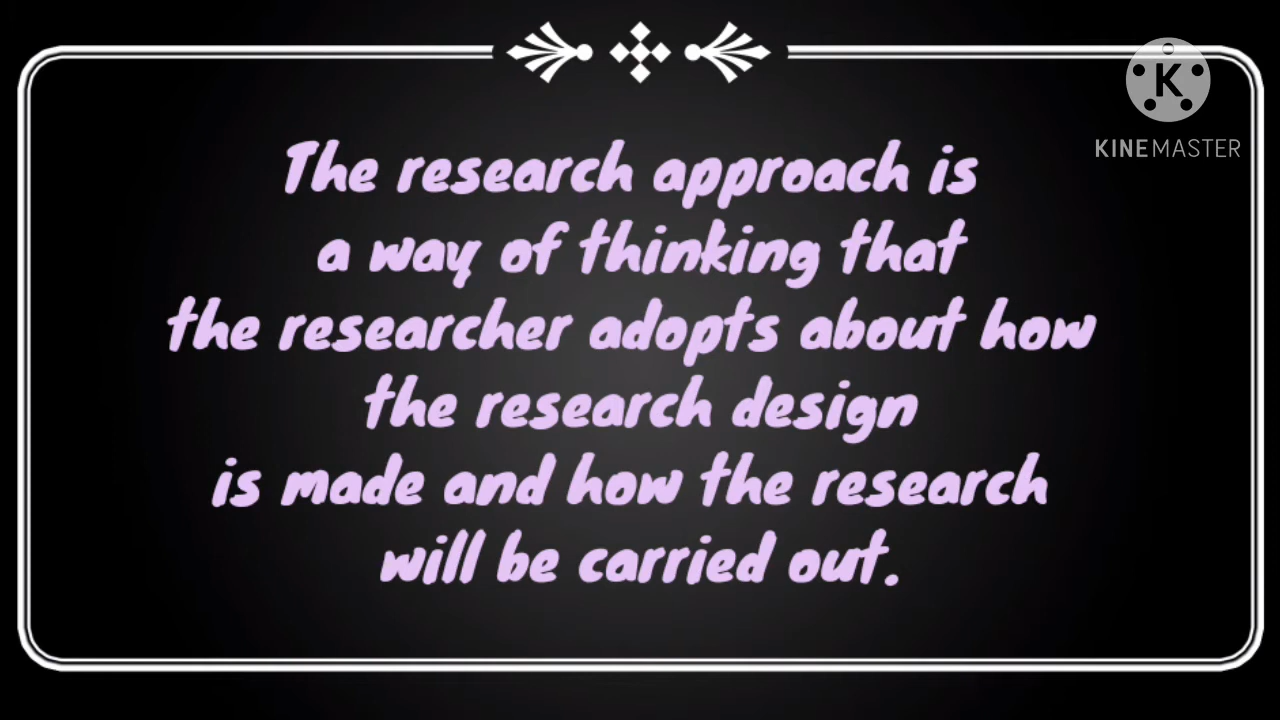 The research approach is
a way of thinking that
the researcher adopts about how
the research design
is made and how the research
will be carried out.
K
KINEMASTER